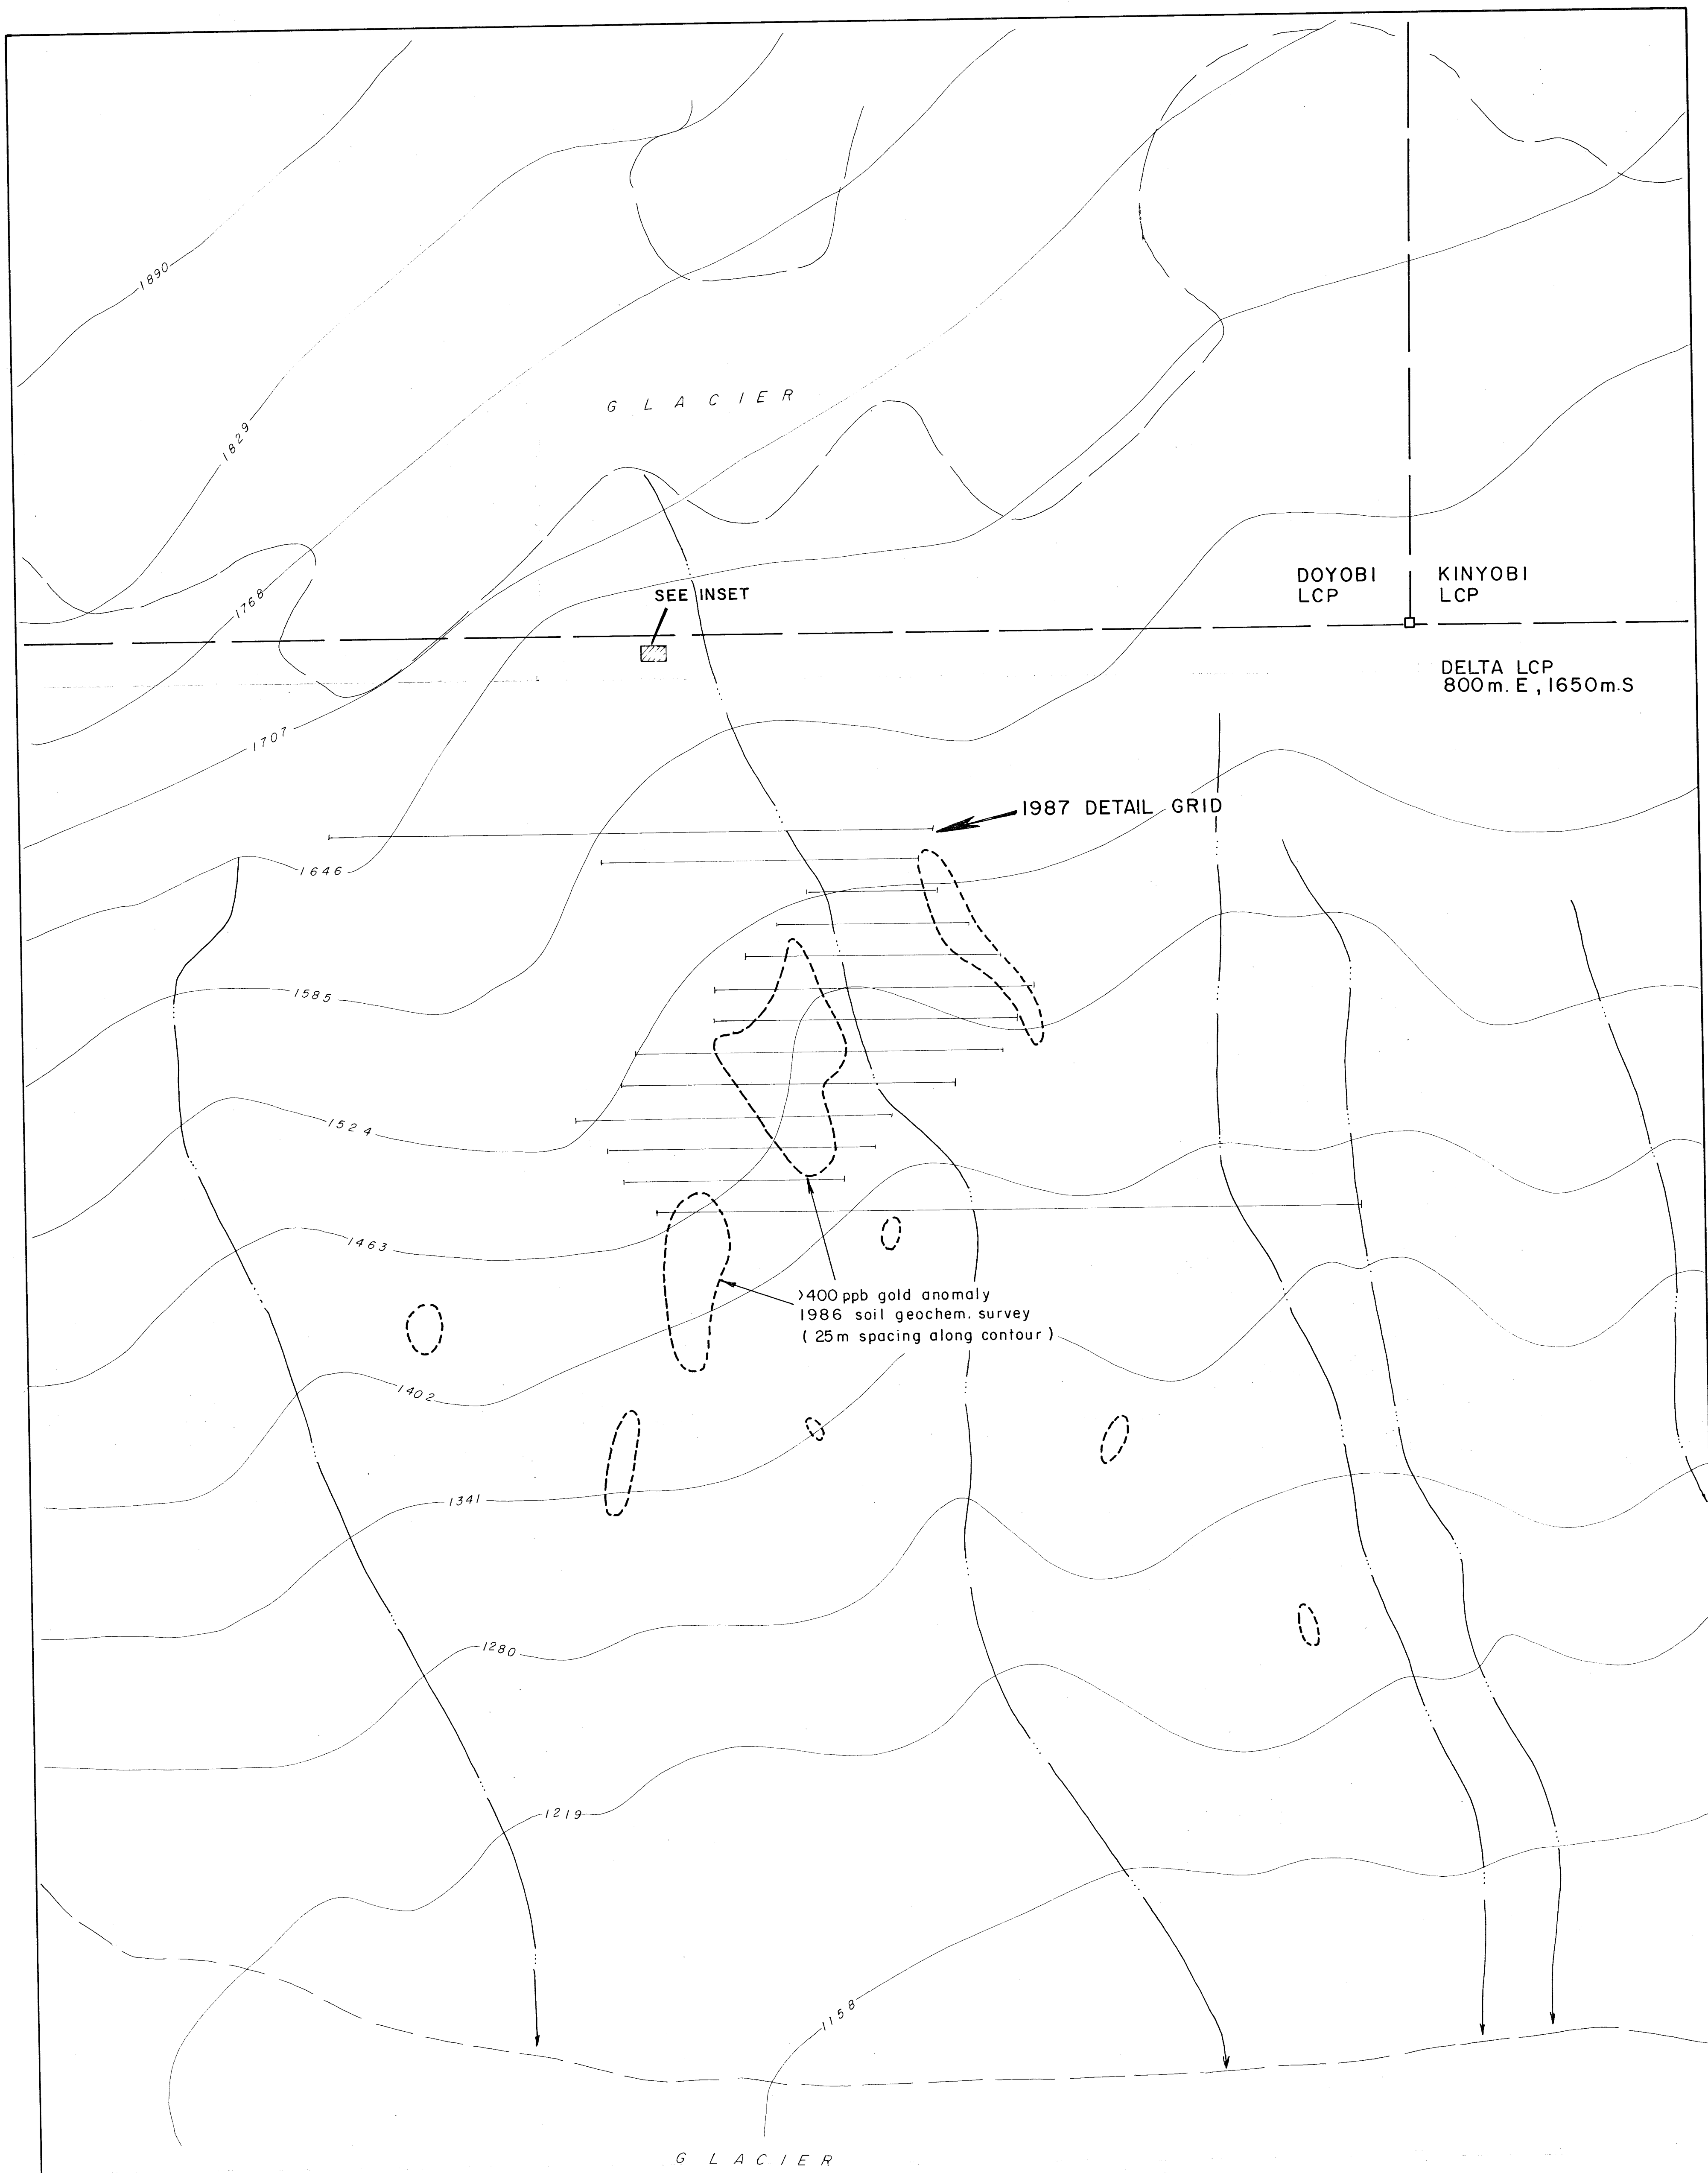 1890
GLACIER
1829
DOYOBI
LCP
KINYOBI
LCP
SEE INSET
1768
DELTA LCP
800m. E , 1650m.S
1707
1987 DETAIL GRID
1646
1585
1524
1463
>400 ppb gold anomaly
1986 soil geochem. survey
( 25m spacing along contour )
1402
1341
1280
1219
1158
GLACIER